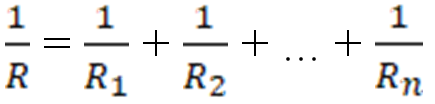 1/R = 1/R₁ + 1/R₂ + … + 1/Rₙ